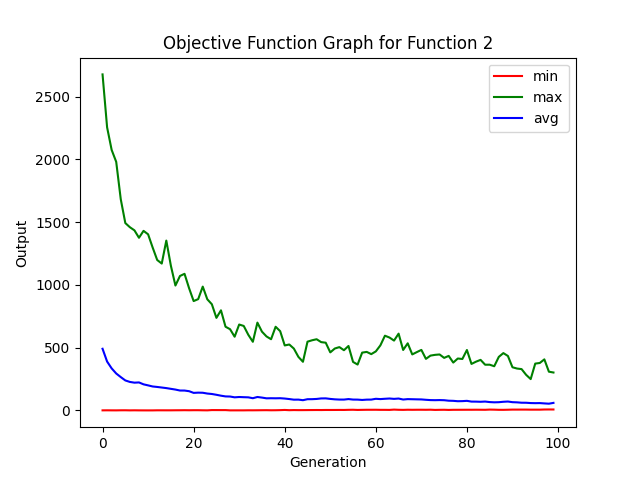 Objective Function Graph for Function 2
min
max
avg
2500
2000
1500
1000
500
0
Output
0 20 40 60 80 100
Generation